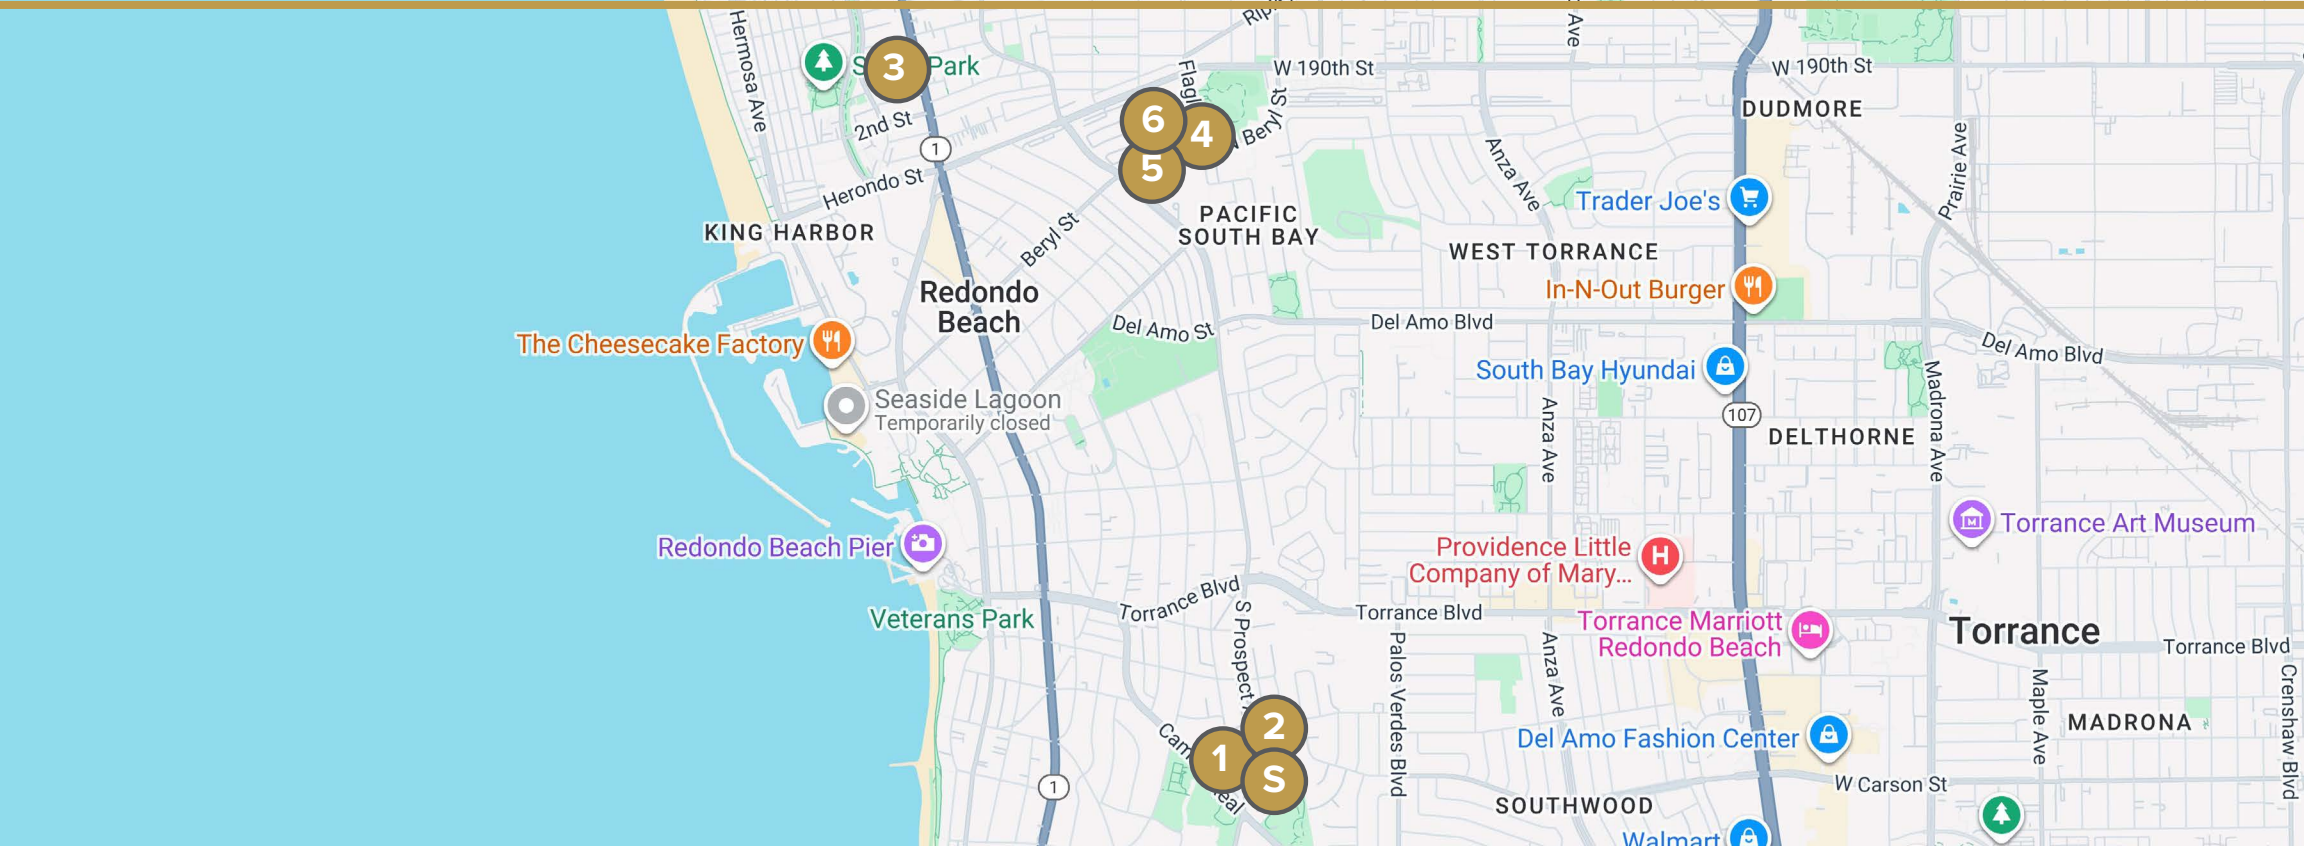 Hermosa Ave
S
Park
3
2nd St
1
Herondo St
KING HARBOR
Flagl
W 190th St
Ave
W 190th St
6
4
5
Beryl St
DUDMORE
Prairie Ave
Anza Ave
Trader Joe's
PACIFIC
SOUTH BAY
WEST TORRANCE
Beryl St
In-N-Out Burger
Redondo
Beach
Del Amo St
Del Amo Blvd
Del Amo Blvd
The Cheesecake Factory
South Bay Hyundai
Madrona Ave
Seaside Lagoon
Temporarily closed
107
DELTHORNE
Anza Ave
Torrance Art Museum
Redondo Beach Pier
Providence Little
Company of Mary...
Torrance Blvd
Torrance Blvd
Veterans Park
Torrance Marriott
Redondo Beach
Torrance
Torrance Blvd
S Prospect
Palos Verdes Blvd
Anza Ave
Maple Ave
Crenshaw Blvd
MADRONA
2
1
S
Cam
eal
Del Amo Fashion Center
W Carson St
1
SOUTHWOOD
Walmart